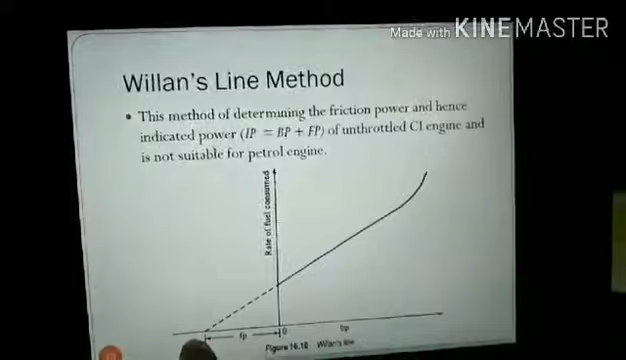 Made with KINEMASTER
Willan's Line Method
• This method of determining the friction power and hence
indicated power (IP = BP + FP) of unthrottled CI engine and
is not suitable for petrol engine.
Rate of fuel consumed
fp
0
bp
Figure 16.18 Willan's line